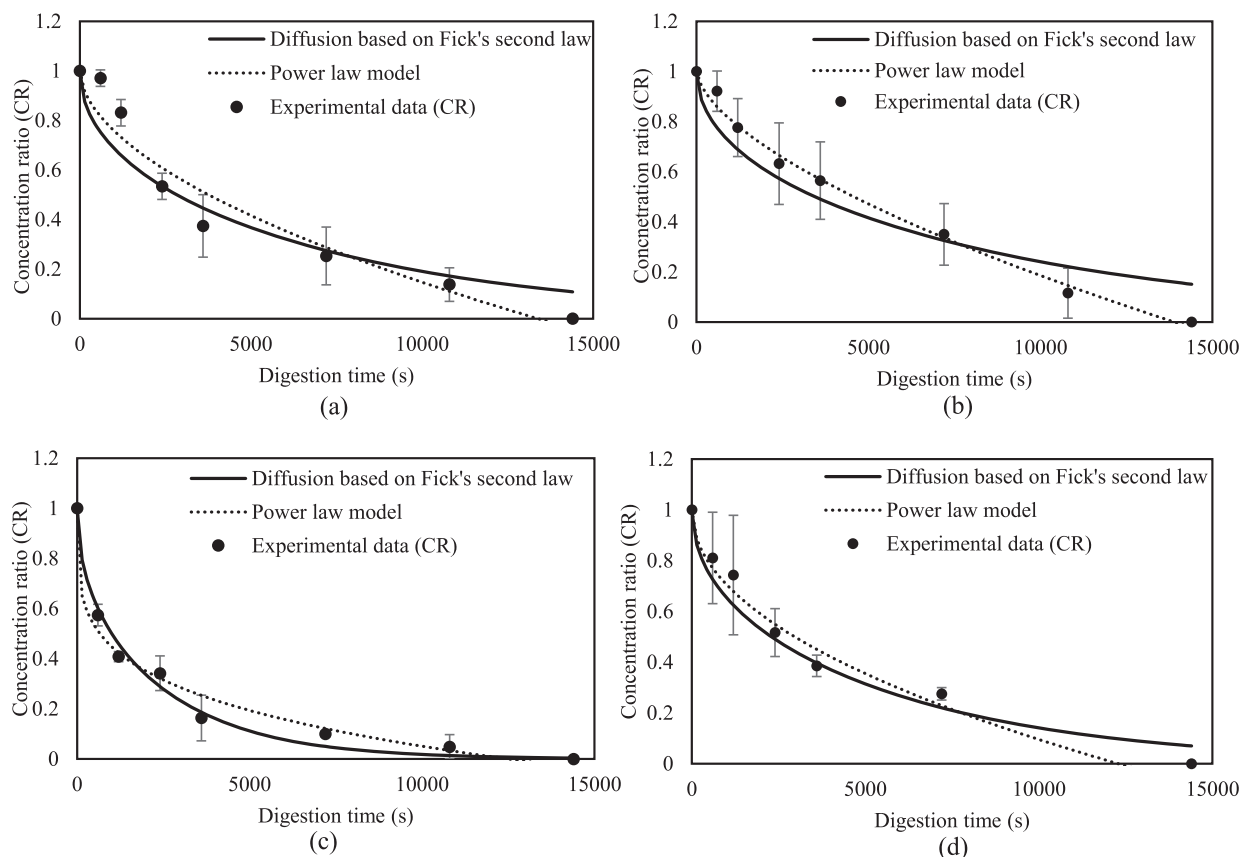 1.2
1
0.8
0.6
0.4
0.2
0
Concentration ratio (CR)
Diffusion based on Fick's second law
Power law model
Experimental data (CR)
0 5000 10000 15000
Digestion time (s)
(a)
1.2
1
0.8
0.6
0.4
0.2
0
Concnetration ratio (CR)
Diffusion based on Fick's second law
Power law model
Experimental data (CR)
0 5000 10000 15000
Digestion time (s)
(b)
1.2
1
0.8
0.6
0.4
0.2
0
Concentration ratio (CR)
Diffusion based on Fick's second law
Power law model
Experimental data (CR)
0 5000 10000 15000
Digestion time (s)
(c)
1.2
1
0.8
0.6
0.4
0.2
0
Concentration ratio (CR)
Diffusion based on Fick's second law
Power law model
Experimental data (CR)
0 5000 10000 15000
Digestion time (s)
(d)